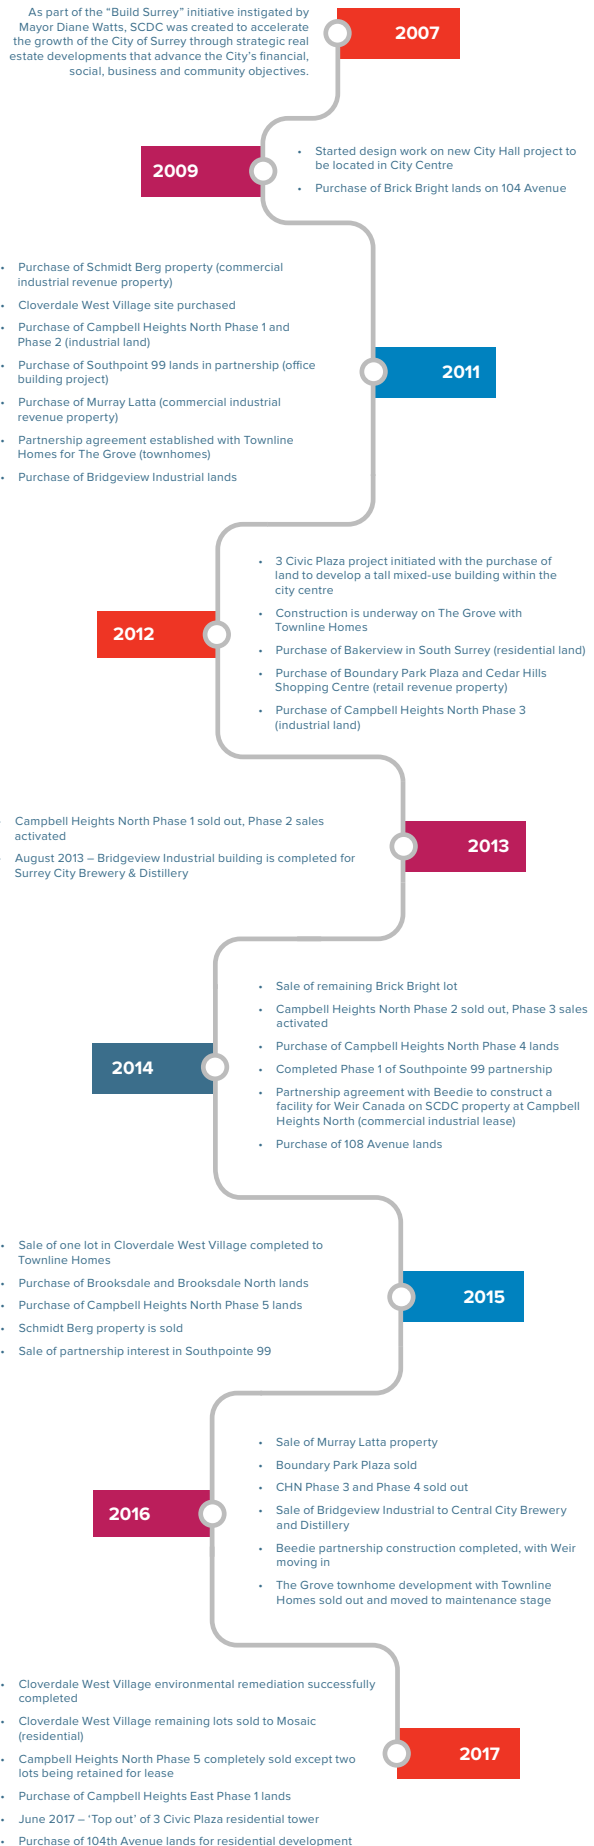 As part of the “Build Surrey” initiative instigated by
Mayor Diane Watts, SCDC was created to accelerate
the growth of the City of Surrey through strategic real
estate developments that advance the City’s financial,
social, business and community objectives.
2007
2009
• Started design work on new City Hall project to
be located in City Centre
• Purchase of Brick Bright lands on 104 Avenue
• Purchase of Schmidt Berg property (commercial
industrial revenue property)
• Cloverdale West Village site purchased
• Purchase of Campbell Heights North Phase 1 and
Phase 2 (industrial land)
• Purchase of Southpoint 99 lands in partnership (office
building project)
• Purchase of Murray Latta (commercial industrial
revenue property)
• Partnership agreement established with Townline
Homes for The Grove (townhomes)
• Purchase of Bridgeview Industrial lands
2011
2012
• 3 Civic Plaza project initiated with the purchase of
land to develop a tall mixed-use building within the
city centre
• Construction is underway on The Grove with
Townline Homes
• Purchase of Bakerview in South Surrey (residential land)
• Purchase of Boundary Park Plaza and Cedar Hills
Shopping Centre (retail revenue property)
• Purchase of Campbell Heights North Phase 3
(industrial land)
Campbell Heights North Phase 1 sold out, Phase 2 sales
activated
August 2013 – Bridgeview Industrial building is completed for
Surrey City Brewery & Distillery
2013
2014
• Sale of remaining Brick Bright lot
• Campbell Heights North Phase 2 sold out, Phase 3 sales
activated
• Purchase of Campbell Heights North Phase 4 lands
• Completed Phase 1 of Southpointe 99 partnership
• Partnership agreement with Beedie to construct a
facility for Weir Canada on SCDC property at Campbell
Heights North (commercial industrial lease)
• Purchase of 108 Avenue lands
• Sale of one lot in Cloverdale West Village completed to
Townline Homes
• Purchase of Brooksdale and Brooksdale North lands
• Purchase of Campbell Heights North Phase 5 lands
• Schmidt Berg property is sold
• Sale of partnership interest in Southpointe 99
2015
2016
• Sale of Murray Latta property
• Boundary Park Plaza sold
• CHN Phase 3 and Phase 4 sold out
• Sale of Bridgeview Industrial to Central City Brewery
and Distillery
• Beedie partnership construction completed, with Weir
moving in
• The Grove townhome development with Townline
Homes sold out and moved to maintenance stage
• Cloverdale West Village environmental remediation successfully
completed
• Cloverdale West Village remaining lots sold to Mosaic
(residential)
• Campbell Heights North Phase 5 completely sold except two
lots being retained for lease
• Purchase of Campbell Heights East Phase 1 lands
• June 2017 – ‘Top out’ of 3 Civic Plaza residential tower
• Purchase of 104th Avenue lands for residential development
2017